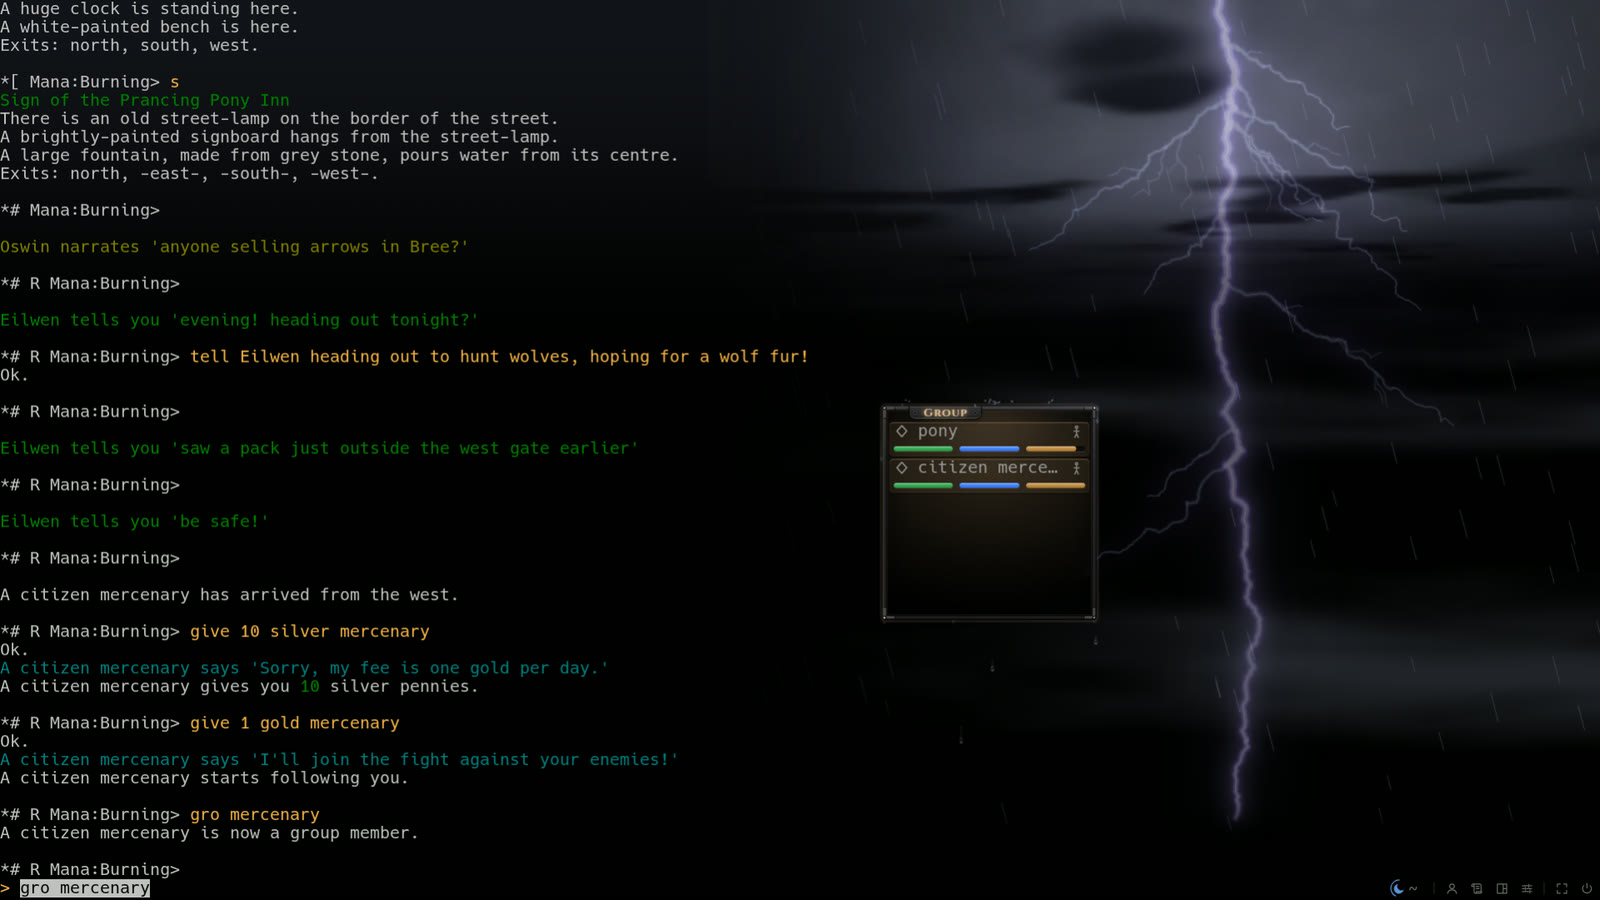 A huge clock is standing here.
A white-painted bench is here.
Exits: north, south, west.
*[ Mana:Burning> s
Sign of the Prancing Pony Inn
There is an old street-lamp on the border of the street.
A brightly-painted signboard hangs from the street-lamp.
A large fountain, made from grey stone, pours water from its centre.
Exits: north, -east-, -south-, -west-.
*# Mana:Burning>
Oswin narrates 'anyone selling arrows in Bree?'
*# R Mana:Burning>
Eilwen tells you 'evening! heading out tonight?'
*# R Mana:Burning> tell Eilwen heading out to hunt wolves, hoping for a wolf fur!
Ok.
*# R Mana:Burning>
Eilwen tells you 'saw a pack just outside the west gate earlier'
*# R Mana:Burning>
Eilwen tells you 'be safe!'
*# R Mana:Burning>
A citizen mercenary has arrived from the west.
*# R Mana:Burning> give 10 silver mercenary
Ok.
A citizen mercenary says 'Sorry, my fee is one gold per day.'
A citizen mercenary gives you 10 silver pennies.
*# R Mana:Burning> give 1 gold mercenary
Ok.
A citizen mercenary says 'I'll join the fight against your enemies!'
A citizen mercenary starts following you.
*# R Mana:Burning> gro mercenary
A citizen mercenary is now a group member.
*# R Mana:Burning>
> gro mercenary
GROUP
pony
citizen merce...
~